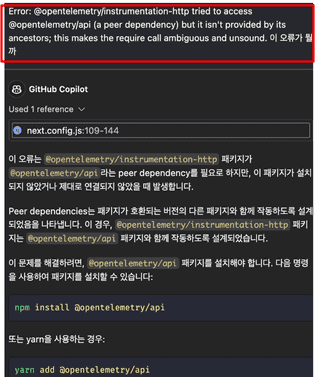 Error: @opentelemetry/instrumentation-http tried to access
@opentelemetry/api (a peer dependency) but it isn't provided by its
ancestors; this makes the require call ambiguous and unsound. 이 오류가 뭘
까
GitHub Copilot
Used 1 reference
next.config.js:109-144
이 오류는 @opentelemetry/instrumentation-http 패키지가
@opentelemetry/api 라는 peer dependency를 필요로 하지만, 이 패키지가 설치
되지 않았거나 제대로 연결되지 않았을 때 발생합니다.
Peer dependencies는 패키지가 호환되는 버전의 다른 패키지와 함께 작동하도록 설계
되었음을 나타냅니다. 이 경우, @opentelemetry/instrumentation-http 패키
지는 @opentelemetry/api 패키지와 함께 작동하도록 설계되었습니다.
이 문제를 해결하려면, @opentelemetry/api 패키지를 설치해야 합니다. 다음 명령
을 사용하여 패키지를 설치할 수 있습니다:
npm install @opentelemetry/api
또는 yarn을 사용하는 경우:
yarn add @opentelemetry/api